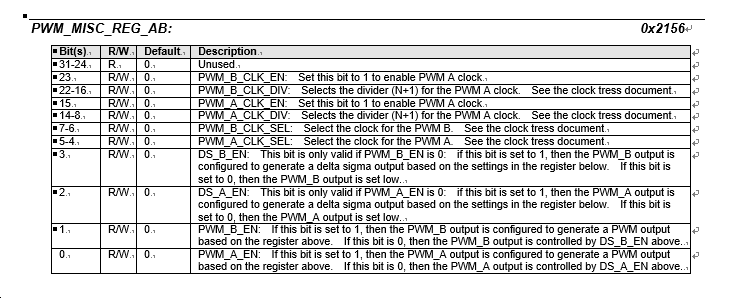 PWM_MISC_REG_AB: 0x2156
Bit(s) R/W Default Description
31-24 R 0 Unused
23 R/W 0 PWM_B_CLK_EN: Set this bit to 1 to enable PWM A clock.
22-16 R/W 0 PWM_B_CLK_DIV: Selects the divider (N+1) for the PWM A clock. See the clock tress document.
15 R/W 0 PWM_A_CLK_EN: Set this bit to 1 to enable PWM A clock.
14-8 R/W 0 PWM_A_CLK_DIV: Selects the divider (N+1) for the PWM A clock. See the clock tress document.
7-6 R/W 0 PWM_B_CLK_SEL: Select the clock for the PWM B. See the clock tress document
5-4 R/W 0 PWM_A_CLK_SEL: Select the clock for the PWM A. See the clock tress document
3 R/W 0 DS_B_EN: This bit is only valid if PWM_B_EN is 0: if this bit is set to 1, then the PWM_B output is
configured to generate a delta sigma output based on the settings in the register below. If this bit is
set to 0, then the PWM_B output is set low.
2 R/W 0 DS_A_EN: This bit is only valid if PWM_A_EN is 0: if this bit is set to 1, then the PWM_A output is
configured to generate a delta sigma output based on the settings in the register below. If this bit is
set to 0, then the PWM_A output is set low.
1 R/W 0 PWM_B_EN: If this bit is set to 1, then the PWM_B output is configured to generate a PWM output
based on the register above. If this bit is 0, then the PWM_B output is controlled by DS_B_EN above.
0 R/W 0 PWM_A_EN: If this bit is set to 1, then the PWM_A output is configured to generate a PWM output
based on the register above. If this bit is 0, then the PWM_A output is controlled by DS_A_EN above.